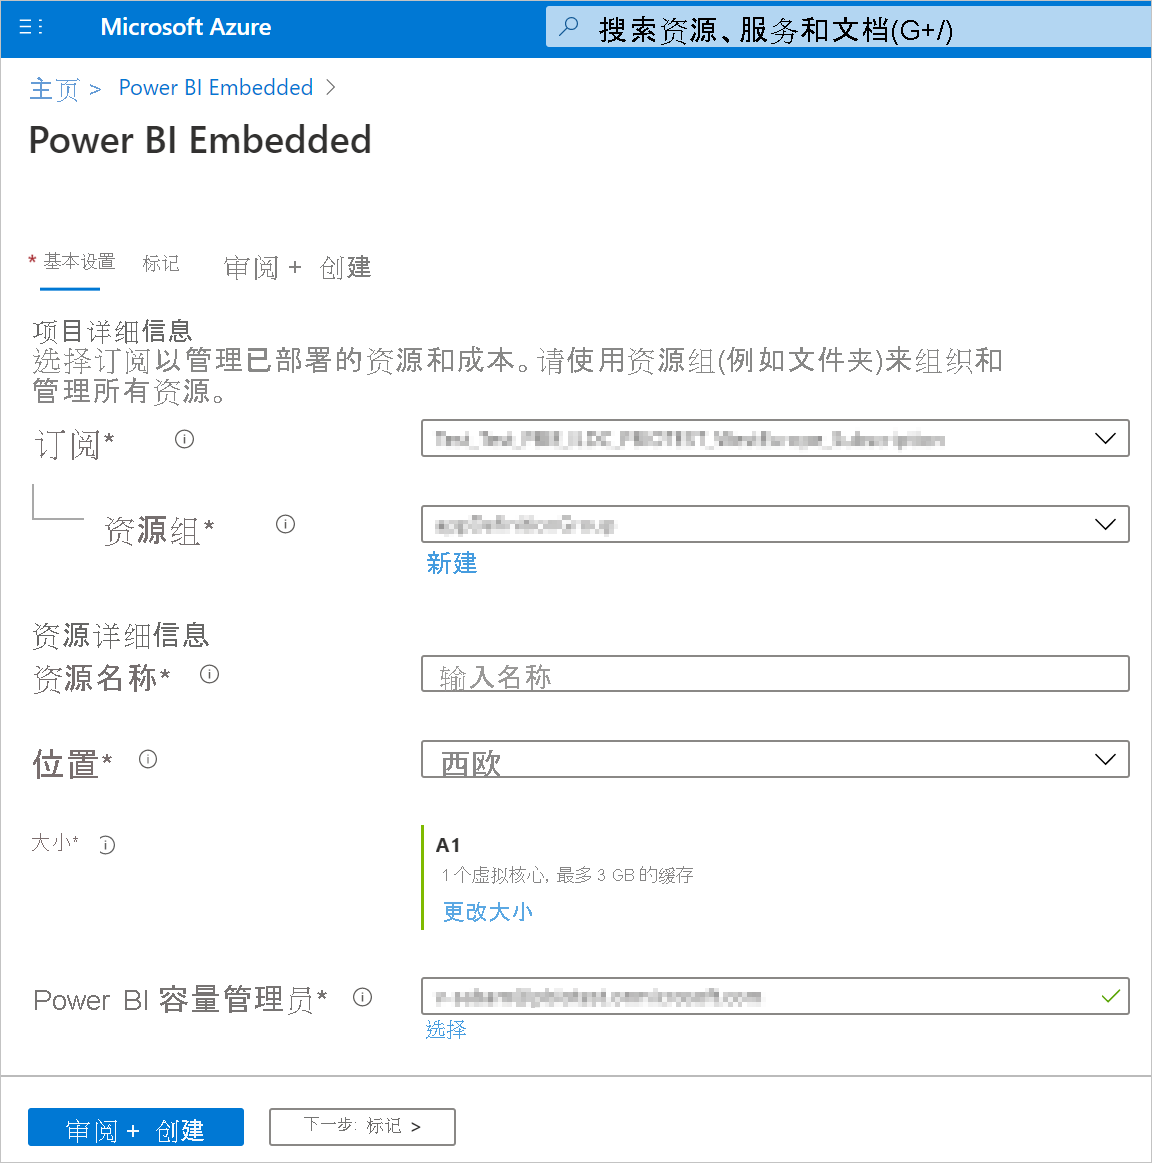 Microsoft Azure
搜索资源、服务和文档(G+/)
主页 > Power BI Embedded >
Power BI Embedded
* 基本设置 标记 审阅 + 创建
项目详细信息
选择订阅以管理已部署的资源和成本。请使用资源组(例如文件夹)来组织和
管理所有资源。
订阅*
资源组*
新建
资源详细信息
资源名称* 输入名称
位置* 西欧
大小* A1
1 个虚拟核心, 最多 3 GB 的缓存
更改大小
Power BI 容量管理员*
选择
审阅 + 创建 下一步: 标记 >